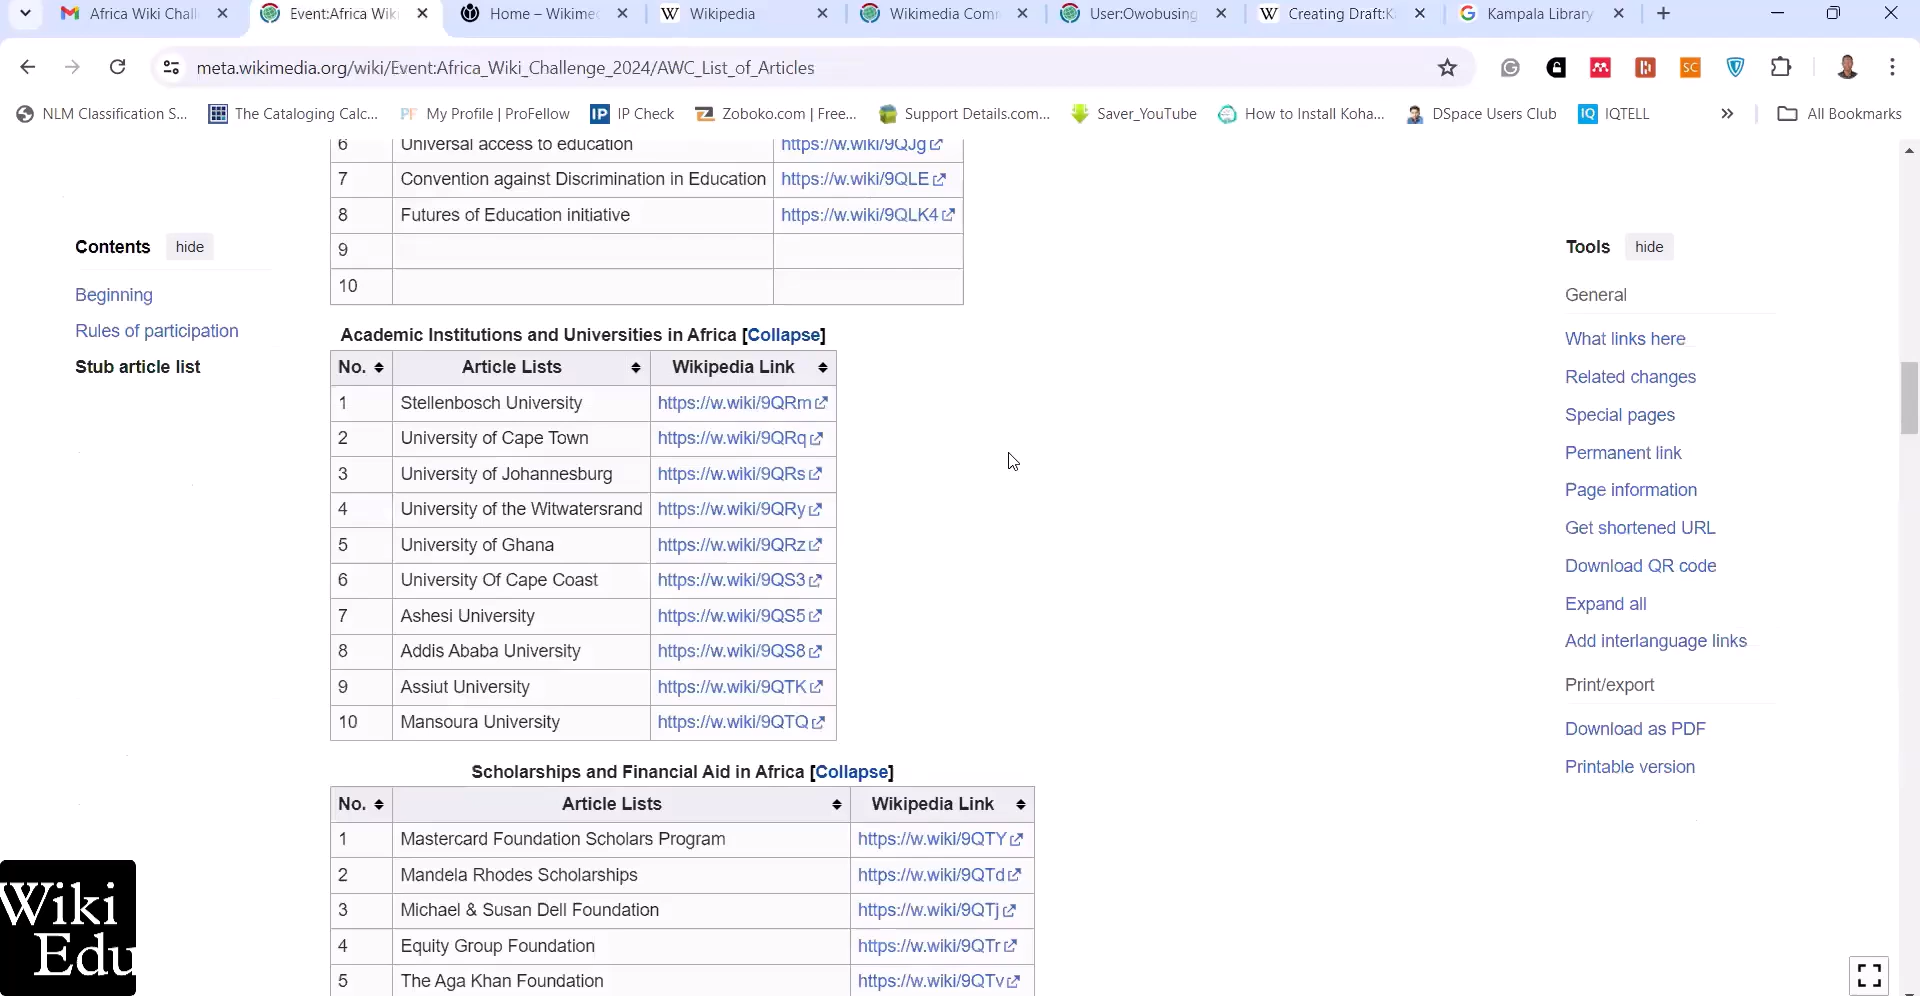 Africa Wiki Chall
Event:Africa Wiki
Home – Wikimed
Wikipedia
Wikimedia Com
User:Owobusing
Creating Draft:K
Kampala Library
meta.wikimedia.org/wiki/Event:Africa_Wiki_Challenge_2024/AWC_List_of_Articles
NLM Classification S...
The Cataloging Calc...
PF My Profile | ProFellow
IP IP Check
Zoboko.com | Free...
Support Details.com...
Saver_YouTube
How to Install Koha...
DSpace Users Club
IQ IQTELL
All Bookmarks
6 Universal access to education https://w.wiki/9QJg
7 Convention against Discrimination in Education https://w.wiki/9QLE
8 Futures of Education initiative https://w.wiki/9QLK4
9
10
Contents hide
Beginning
Rules of participation
Stub article list
Academic Institutions and Universities in Africa [Collapse]
No. Article Lists Wikipedia Link
1 Stellenbosch University https://w.wiki/9QRm
2 University of Cape Town https://w.wiki/9QRq
3 University of Johannesburg https://w.wiki/9QRs
4 University of the Witwatersrand https://w.wiki/9QRy
5 University of Ghana https://w.wiki/9QRz
6 University Of Cape Coast https://w.wiki/9QS3
7 Ashesi University https://w.wiki/9QS5
8 Addis Ababa University https://w.wiki/9QS8
9 Assiut University https://w.wiki/9QTK
10 Mansoura University https://w.wiki/9QTQ
Scholarships and Financial Aid in Africa [Collapse]
No. Article Lists Wikipedia Link
1 Mastercard Foundation Scholars Program https://w.wiki/9QTY
2 Mandela Rhodes Scholarships https://w.wiki/9QTd
3 Michael & Susan Dell Foundation https://w.wiki/9QTj
4 Equity Group Foundation https://w.wiki/9QTr
5 The Aga Khan Foundation https://w.wiki/9QTv
Tools hide
General
What links here
Related changes
Special pages
Permanent link
Page information
Get shortened URL
Download QR code
Expand all
Add interlanguage links
Print/export
Download as PDF
Printable version
Wiki
Edu